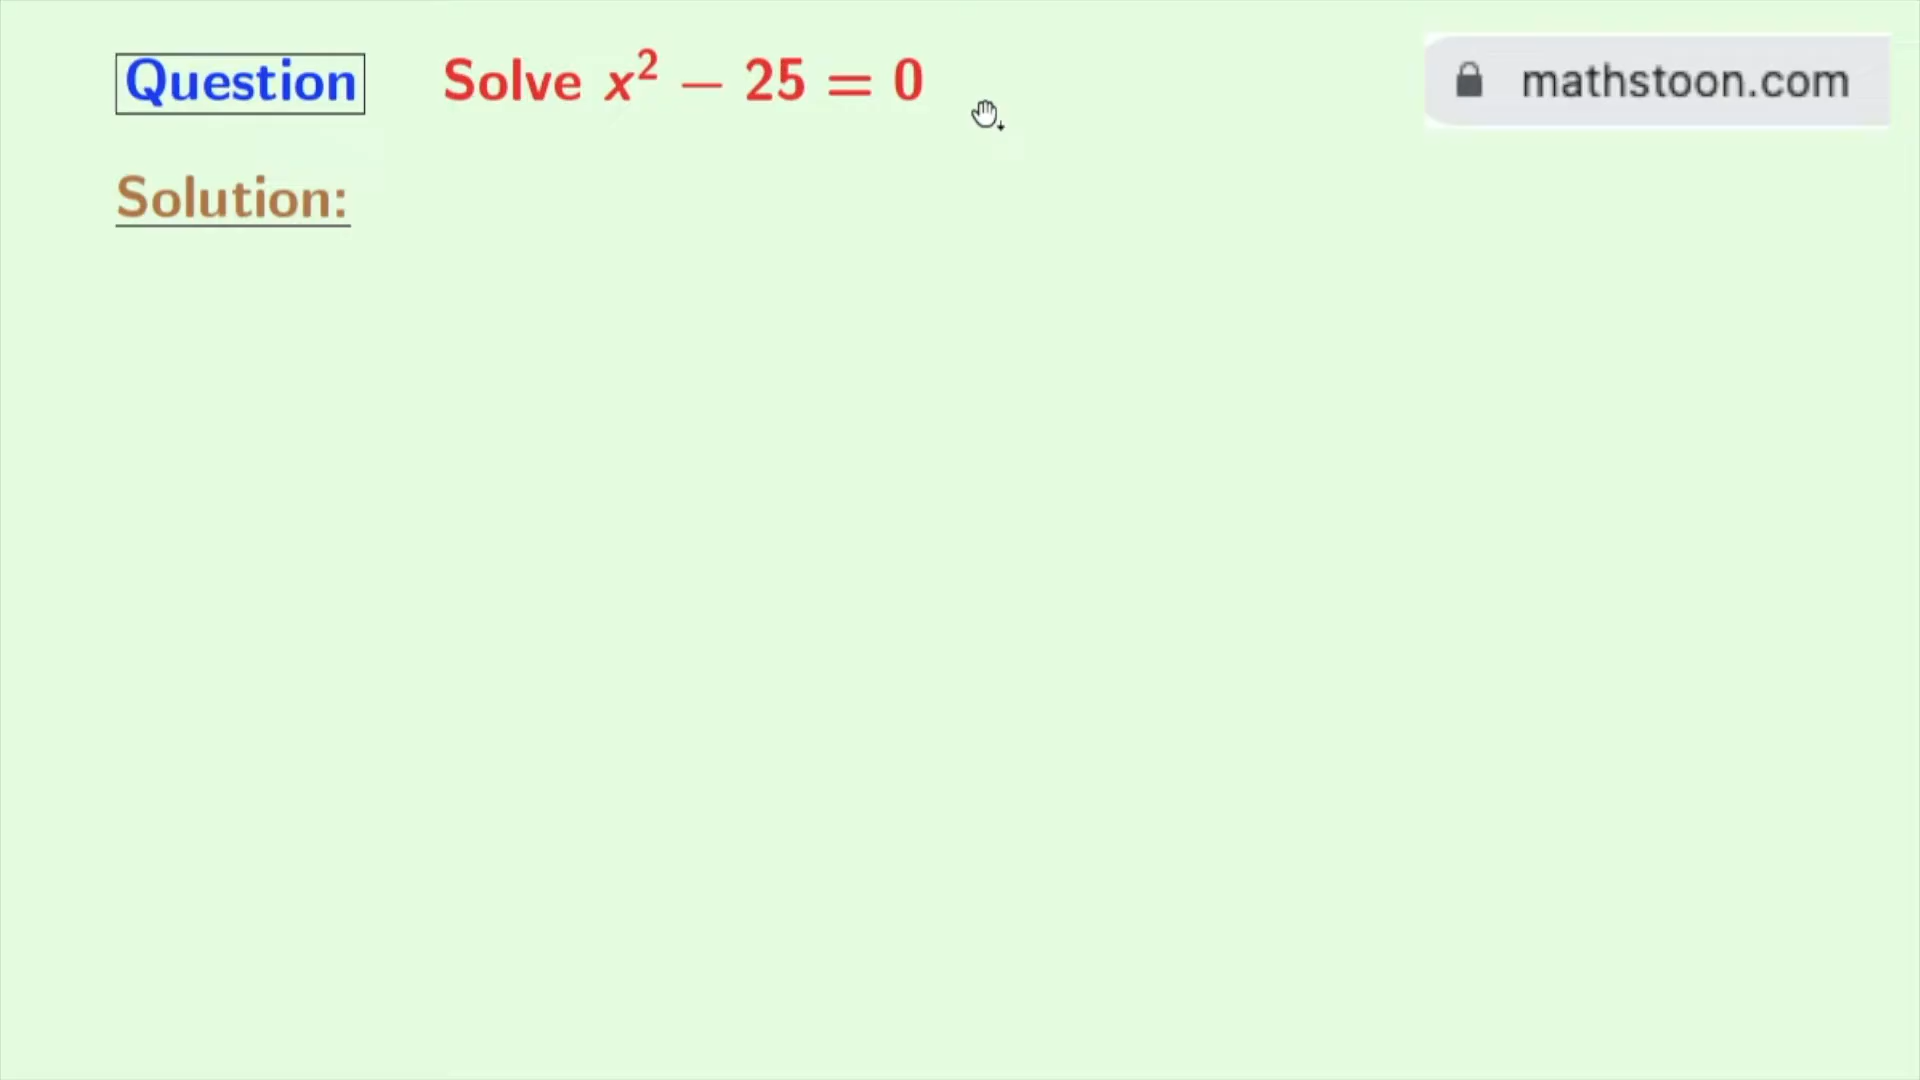 Question Solve x² − 25 = 0
mathstoon.com
Solution: